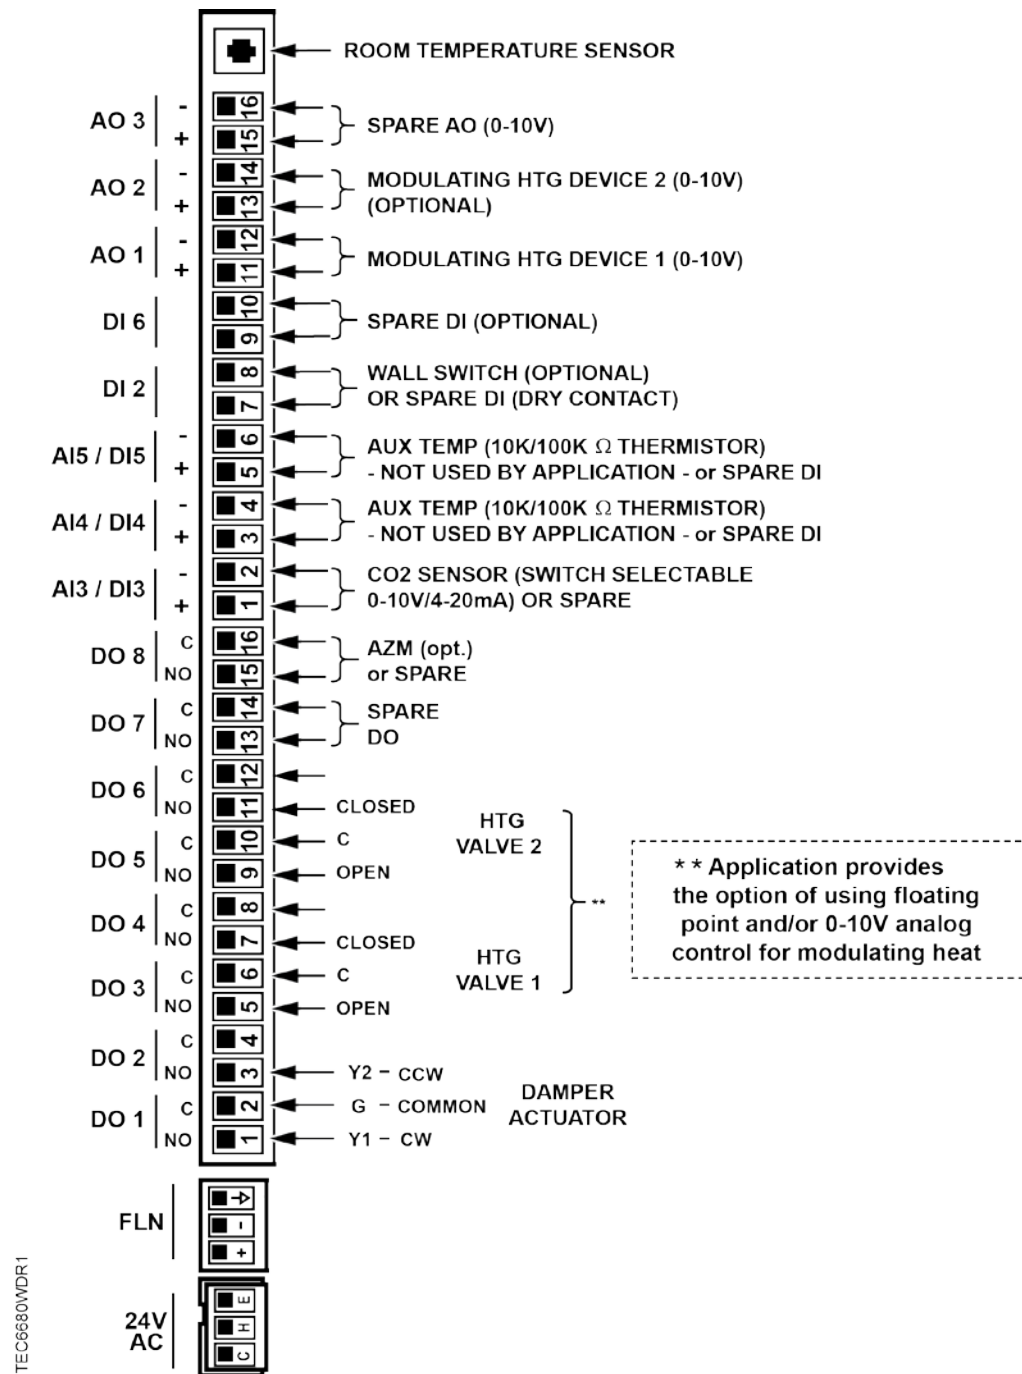 ROOM TEMPERATURE SENSOR
AO 3 - 16
+ 15
SPARE AO (0-10V)
AO 2 - 14
+ 13
MODULATING HTG DEVICE 2 (0-10V)
(OPTIONAL)
AO 1 - 12
+ 11
MODULATING HTG DEVICE 1 (0-10V)
DI 6 10
9
SPARE DI (OPTIONAL)
DI 2 8
7
WALL SWITCH (OPTIONAL)
OR SPARE DI (DRY CONTACT)
AI5 / DI5 - 6
+ 5
AUX TEMP (10K/100K Ω THERMISTOR)
- NOT USED BY APPLICATION - or SPARE DI
AI4 / DI4 - 4
+ 3
AUX TEMP (10K/100K Ω THERMISTOR)
- NOT USED BY APPLICATION - or SPARE DI
AI3 / DI3 - 2
+ 1
CO2 SENSOR (SWITCH SELECTABLE
0-10V/4-20mA) OR SPARE
DO 8 C 16
NO 15
AZM (opt.)
or SPARE
DO 7 C 14
NO 13
SPARE
DO
DO 6 C 12
NO 11 CLOSED
DO 5 C 10 C
NO 9 OPEN
HTG
VALVE 2
DO 4 C 8
NO 7 CLOSED
DO 3 C 6 C
NO 5 OPEN
HTG
VALVE 1
**
* * Application provides
the option of using floating
point and/or 0-10V analog
control for modulating heat
DO 2 C 4
NO 3 Y2 - CCW
DO 1 C 2 G - COMMON
NO 1 Y1 - CW
DAMPER
ACTUATOR
FLN
-
+
24V
AC
E
H
C
TEC6680WDR1